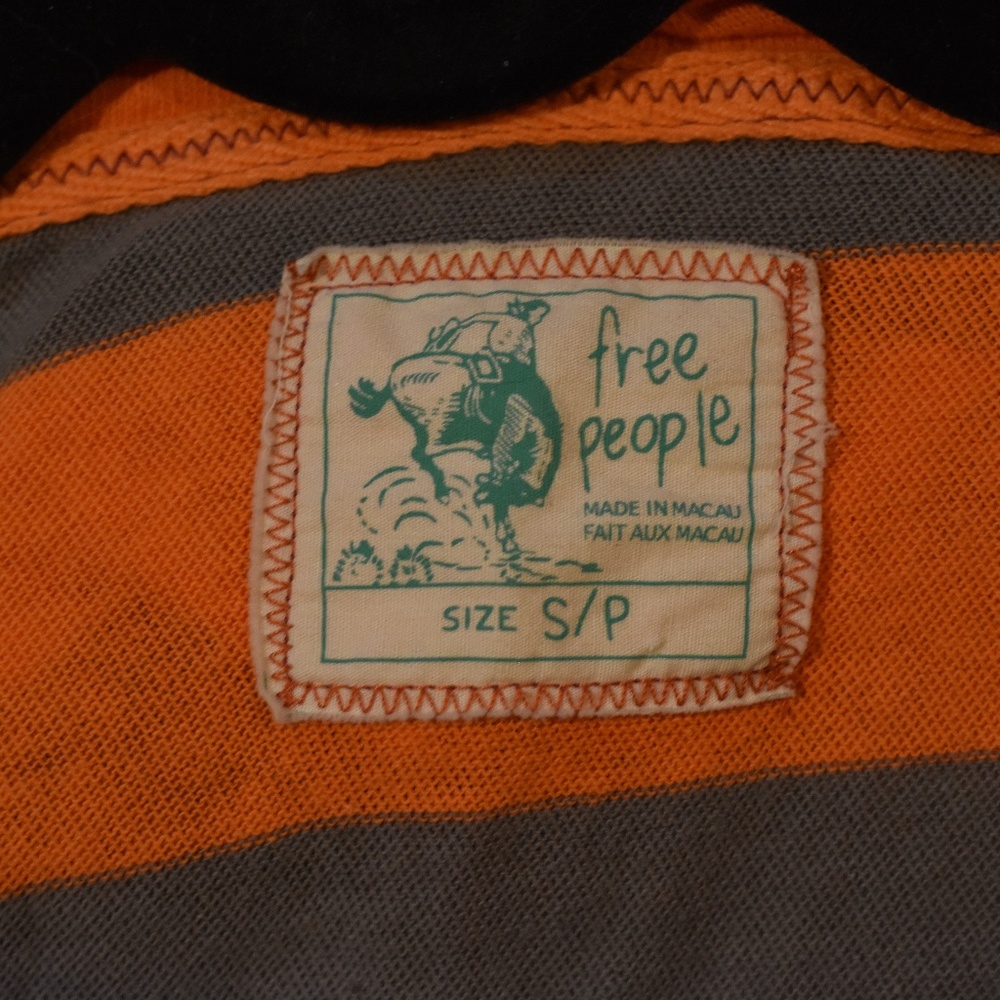 free
people
MADE IN MACAU
FAIT AUX MACAU
SIZE S/P